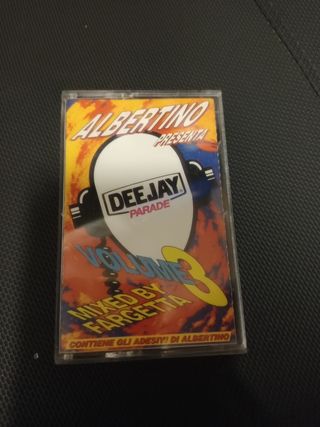 ALBERTINO
PRESENTA
DEEJAY
PARADE
VOLUME 3
MIXED BY
FARGETTA
CONTIENE GLI ADESIVI DI ALBERTINO